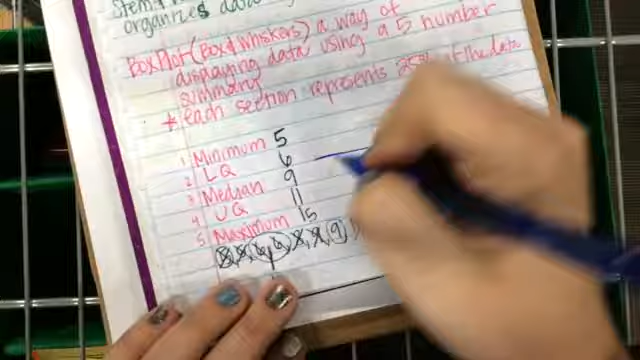 Stem
organizes data
Box Plot (Box & Whiskers) a way of
displaying data using a 5 number
summary
* each section represents 25% of the data
1 Minimum 5
2 LQ 6
3 Median 9
4 UQ 11
5 Maximum 15